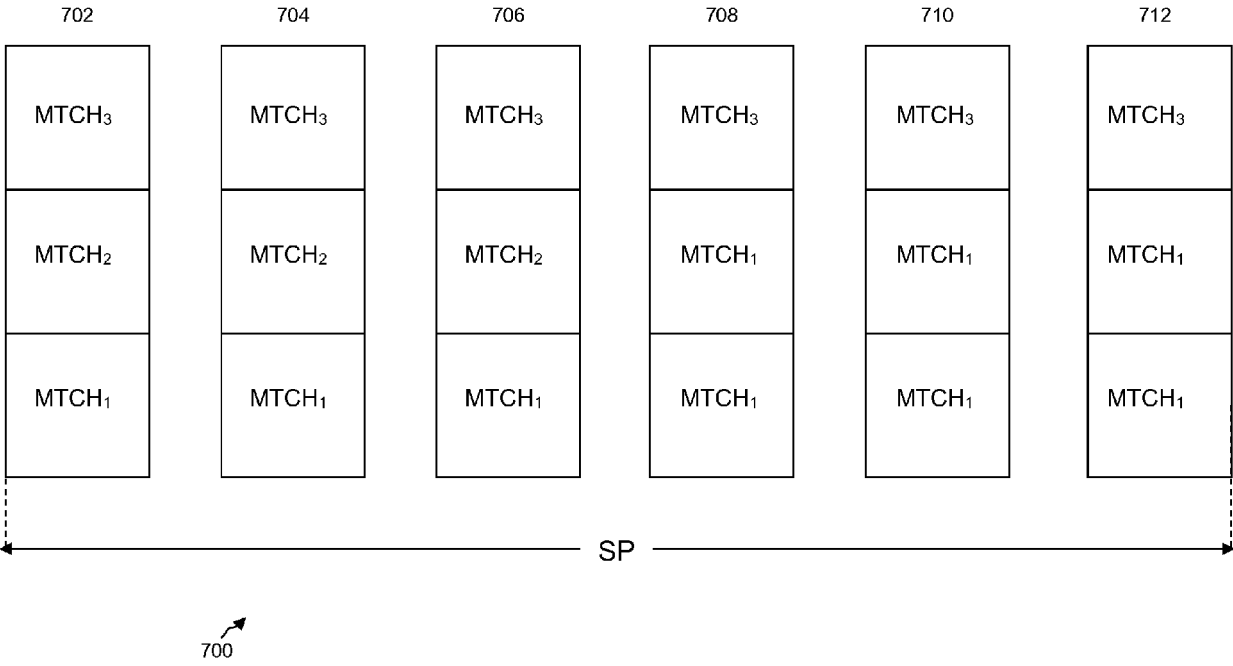 702 704 706 708 710 712
MTCH₃ MTCH₃ MTCH₃ MTCH₃ MTCH₃ MTCH₃
MTCH₂ MTCH₂ MTCH₂ MTCH₁ MTCH₁ MTCH₁
MTCH₁ MTCH₁ MTCH₁ MTCH₁ MTCH₁ MTCH₁
SP
700